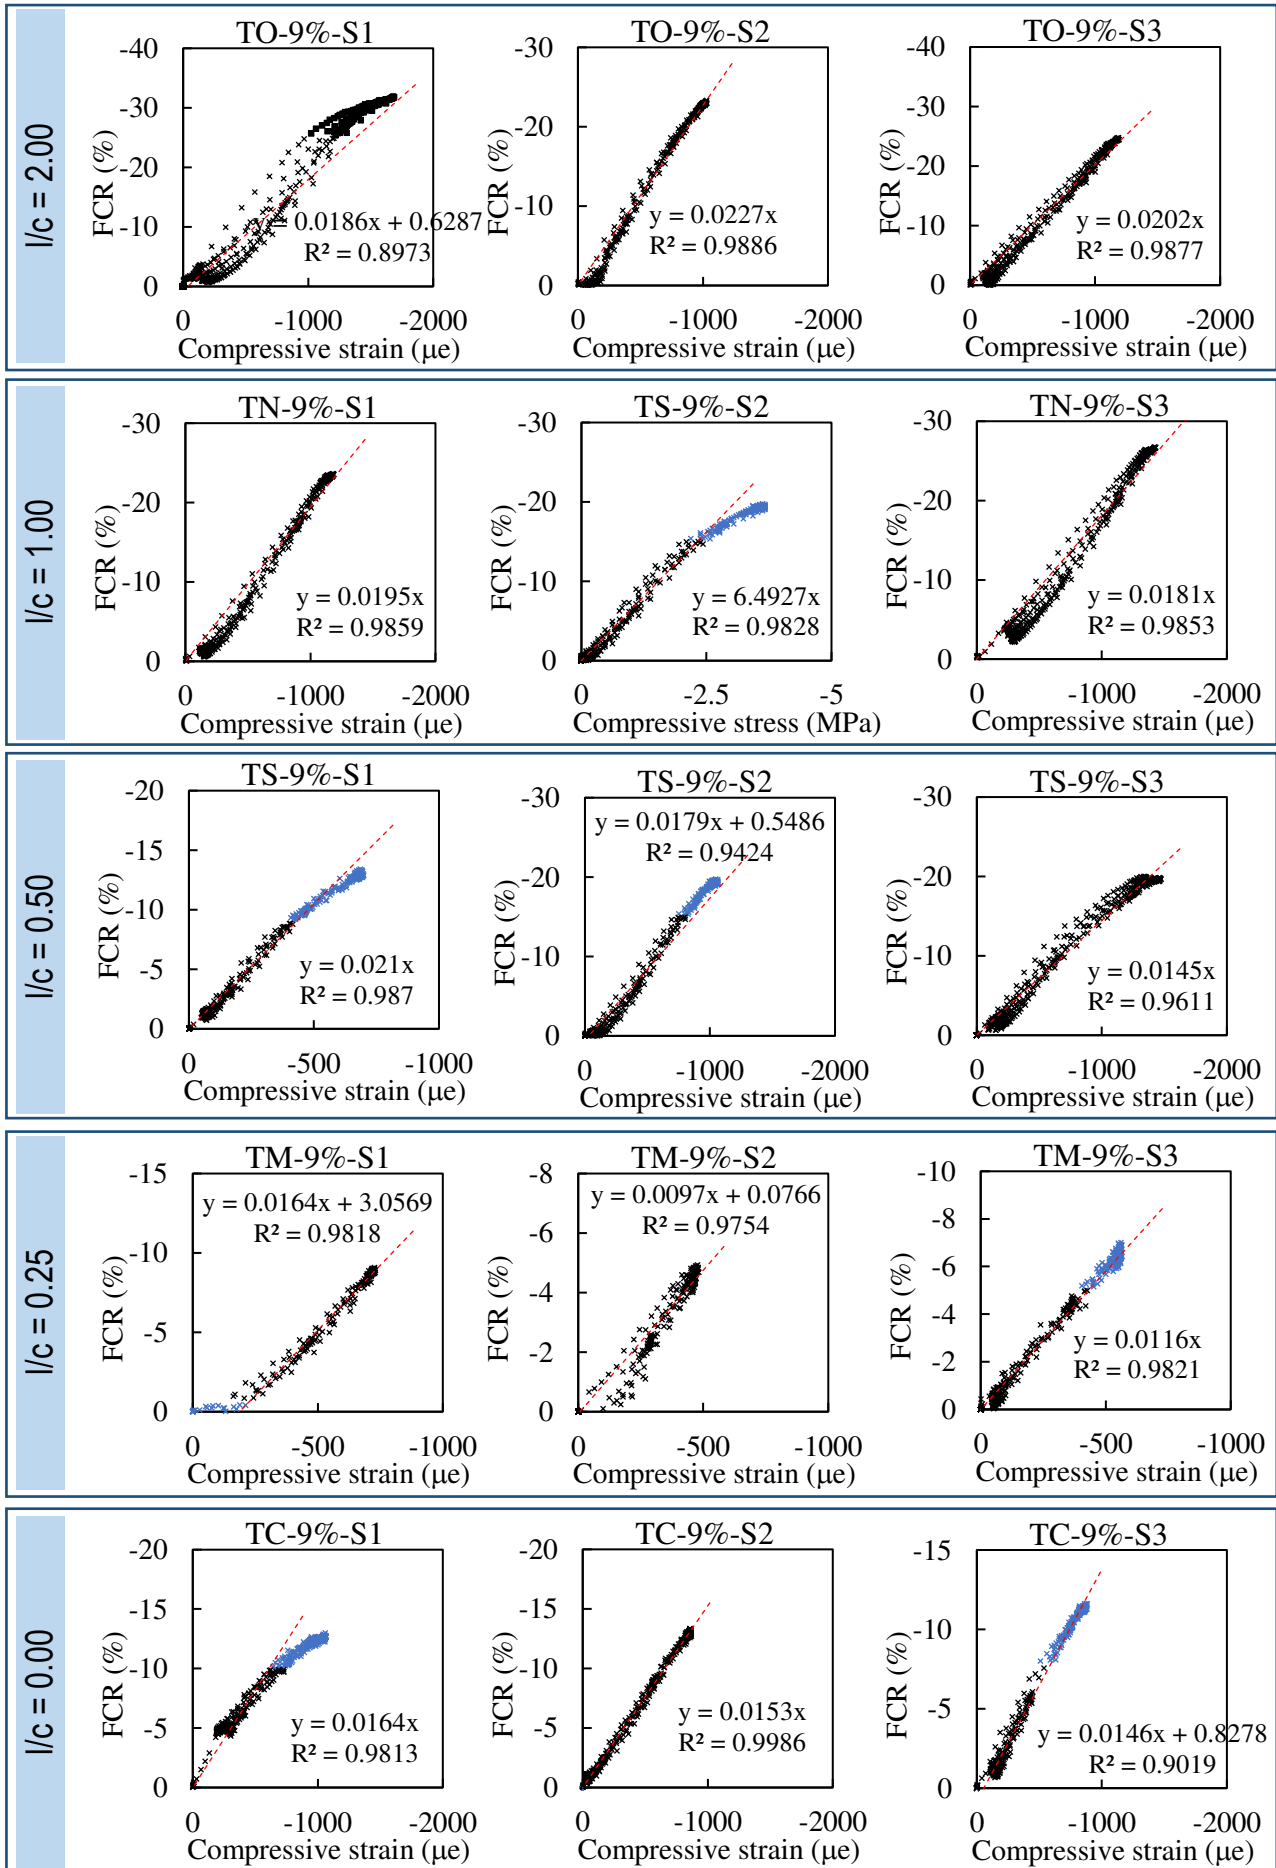 I/c = 2.00
TO-9%-S1
-40
-30
-20
-10
0
FCR (%)
= 0.0186x + 0.6287
R² = 0.8973
0 -1000 -2000
Compressive strain (µe)
TO-9%-S2
-30
-20
-10
0
FCR (%)
y = 0.0227x
R² = 0.9886
0 -1000 -2000
Compressive strain (µe)
TO-9%-S3
-40
-30
-20
-10
0
FCR (%)
y = 0.0202x
R² = 0.9877
0 -1000 -2000
Compressive strain (µe)
I/c = 1.00
TN-9%-S1
-30
-20
-10
0
FCR (%)
y = 0.0195x
R² = 0.9859
0 -1000 -2000
Compressive strain (µe)
TS-9%-S2
-30
-20
-10
0
FCR (%)
y = 6.4927x
R² = 0.9828
0 -2.5 -5
Compressive stress (MPa)
TN-9%-S3
-30
-20
-10
0
FCR (%)
y = 0.0181x
R² = 0.9853
0 -1000 -2000
Compressive strain (µe)
I/c = 0.50
TS-9%-S1
-20
-15
-10
-5
0
FCR (%)
y = 0.021x
R² = 0.987
0 -500 -1000
Compressive strain (µe)
TS-9%-S2
-30
-20
-10
0
FCR (%)
y = 0.0179x + 0.5486
R² = 0.9424
0 -1000 -2000
Compressive strain (µe)
TS-9%-S3
-30
-20
-10
0
FCR (%)
y = 0.0145x
R² = 0.9611
0 -1000 -2000
Compressive strain (µe)
I/c = 0.25
TM-9%-S1
-15
-10
-5
0
FCR (%)
y = 0.0164x + 3.0569
R² = 0.9818
0 -500 -1000
Compressive strain (µe)
TM-9%-S2
-8
-6
-4
-2
0
FCR (%)
y = 0.0097x + 0.0766
R² = 0.9754
0 -500 -1000
Compressive strain (µe)
TM-9%-S3
-10
-8
-6
-4
-2
0
FCR (%)
y = 0.0116x
R² = 0.9821
0 -500 -1000
Compressive strain (µe)
I/c = 0.00
TC-9%-S1
-20
-15
-10
-5
0
FCR (%)
y = 0.0164x
R² = 0.9813
0 -1000 -2000
Compressive strain (µe)
TC-9%-S2
-20
-15
-10
-5
0
FCR (%)
y = 0.0153x
R² = 0.9986
0 -1000 -2000
Compressive strain (µe)
TC-9%-S3
-15
-10
-5
0
FCR (%)
y = 0.0146x + 0.8278
R² = 0.9019
0 -1000 -2000
Compressive strain (µe)